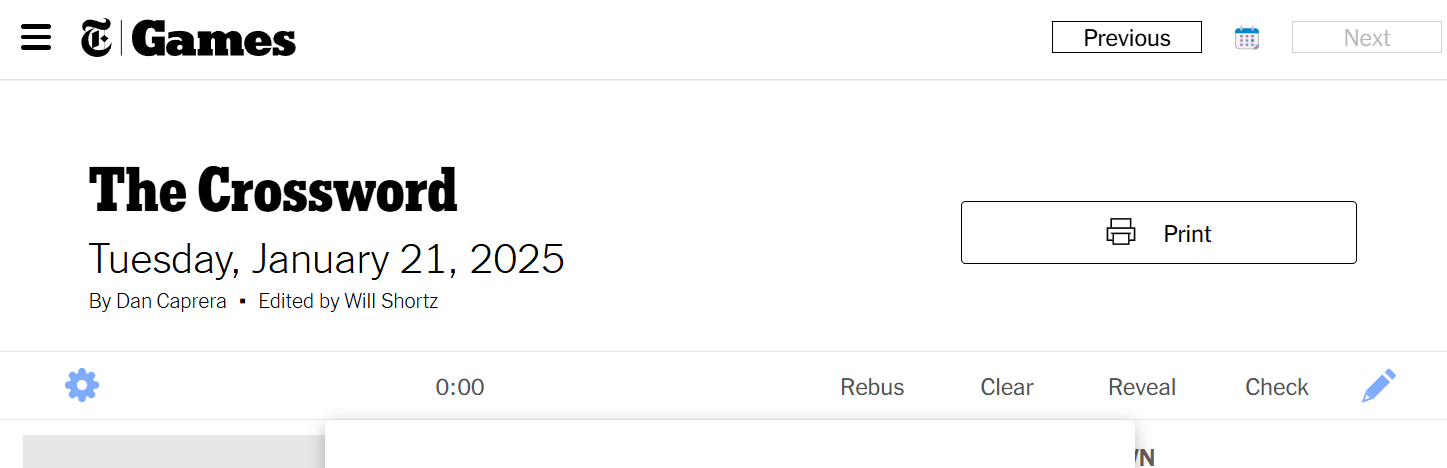 T Games
Previous
Next
The Crossword
Tuesday, January 21, 2025
By Dan Caprera ▪ Edited by Will Shortz
Print
0:00
Rebus
Clear
Reveal
Check